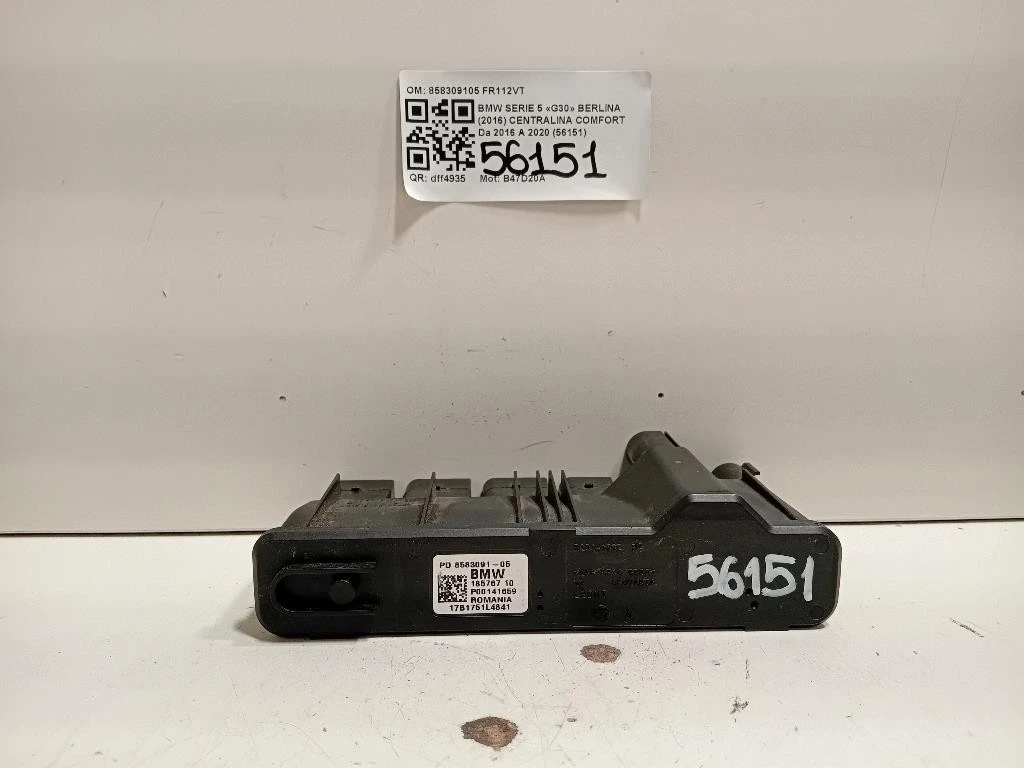 OM: 858309105 FR112VT
BMW SERIE 5 «G30» BERLINA
(2016) CENTRALINA COMFORT
Da 2016 A 2020 (56151)
56151
QR: dff4935 Mot: B47D20A
PD 8583091-05
BMW
185767 10
P00141659
ROMANIA
17B1751L4841
56151